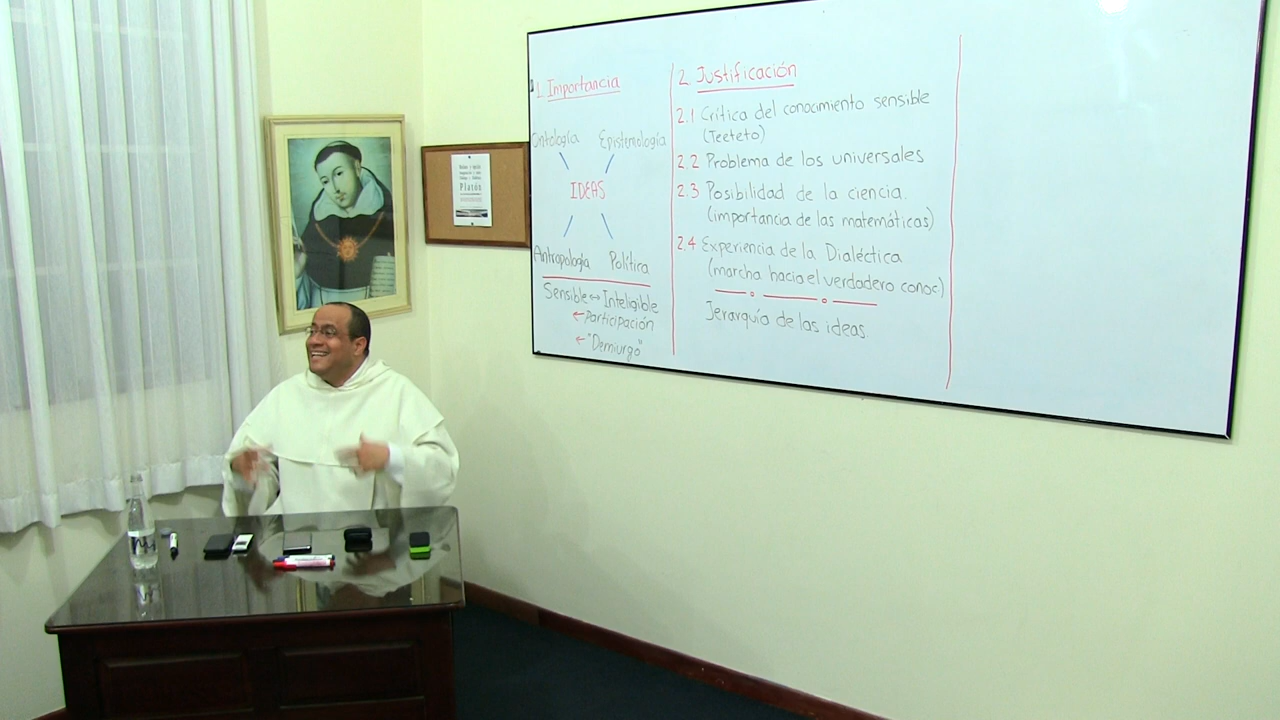 1. Importancia
Ontología Epistemología
IDEAS
Antropología Política
Sensible ↔ Inteligible
← Participación
← "Demiurgo"
2. Justificación
2.1 Crítica del conocimiento sensible
(Teeteto)
2.2 Problema de los universales
2.3 Posibilidad de la ciencia.
(importancia de las matemáticas)
2.4 Experiencia de la Dialéctica
(marcha hacia el verdadero conoc)
Jerarquía de las ideas.
Platón